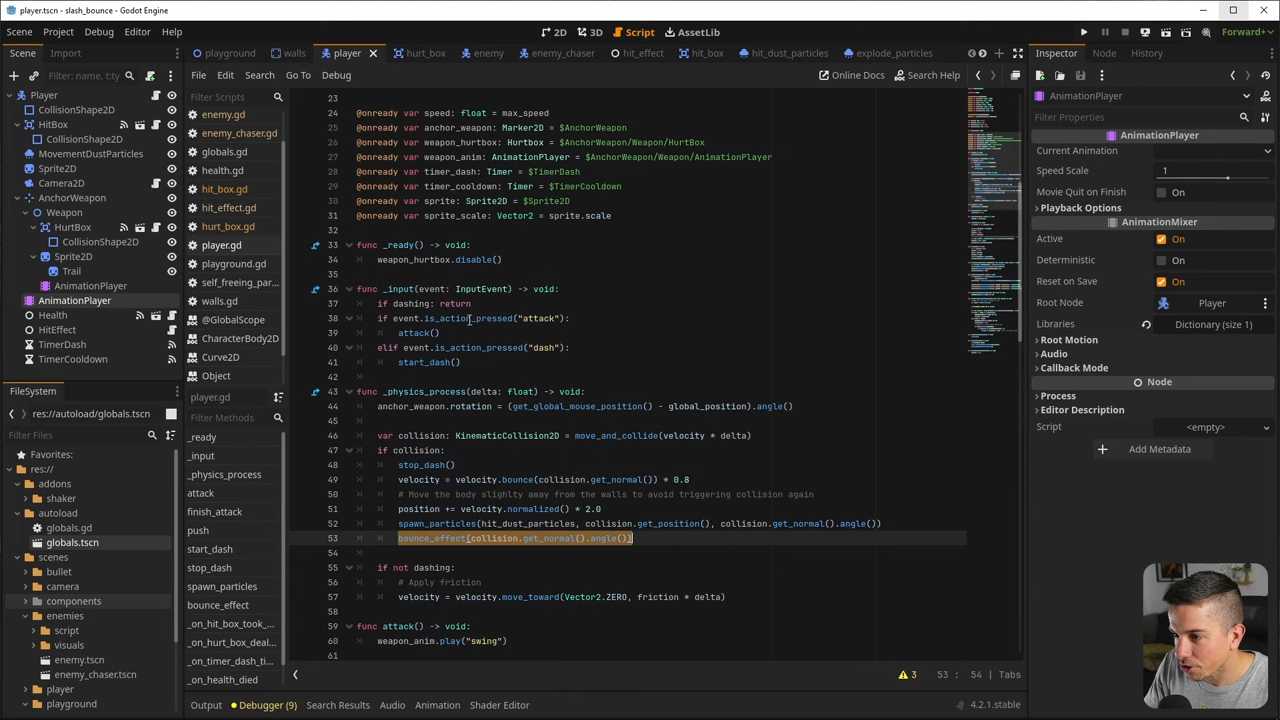 player.tscn - slash_bounce - Godot Engine
Scene Project Debug Editor Help
2D 3D Script AssetLib
Forward+
Scene Import
playground walls player hurt_box enemy enemy_chaser hit_effect hit_box hit_dust_particles explode_particles
Inspector Node History
Filter: name, t:ty
File Edit Search Go To Debug
Online Docs Search Help
Player
CollisionShape2D
HitBox
CollisionShape2D
MovementDustParticles
Sprite2D
Camera2D
AnchorWeapon
Weapon
HurtBox
CollisionShape2D
Sprite2D
Trail
AnimationPlayer
AnimationPlayer
Health
HitEffect
TimerDash
TimerCooldown
FileSystem
res://autoload/globals.tscn
Filter Files
Favorites:
res://
addons
shaker
autoload
globals.gd
globals.tscn
scenes
bullet
camera
components
enemies
script
visuals
enemy.tscn
enemy_chaser.tscn
player
playground
Filter Scripts
enemy.gd
enemy_chaser.gd
globals.gd
health.gd
hit_box.gd
hit_effect.gd
hurt_box.gd
player.gd
playground.gd
self_freeing_par
walls.gd
@GlobalScope
CharacterBody2D
Curve2D
Object
player.gd
Filter Methods
_ready
_input
_physics_process
attack
finish_attack
push
start_dash
stop_dash
spawn_particles
bounce_effect
_on_hit_box_took_...
_on_hurt_box_deal...
_on_timer_dash_ti...
_on_health_died
23
24 @onready var speed: float = max_speed
25 @onready var anchor_weapon: Marker2D = $AnchorWeapon
26 @onready var weapon_hurtbox: Hurtbox = $AnchorWeapon/Weapon/HurtBox
27 @onready var weapon_anim: AnimationPlayer = $AnchorWeapon/Weapon/AnimationPlayer
28 @onready var timer_dash: Timer = $TimerDash
29 @onready var timer_cooldown: Timer = $TimerCooldown
30 @onready var sprite: Sprite2D = $Sprite2D
31 @onready var sprite_scale: Vector2 = sprite.scale
32
33 func _ready() -> void:
34 weapon_hurtbox.disable()
35
36 func _input(event: InputEvent) -> void:
37 if dashing: return
38 if event.is_action_pressed("attack"):
39 attack()
40 elif event.is_action_pressed("dash"):
41 start_dash()
42
43 func _physics_process(delta: float) -> void:
44 anchor_weapon.rotation = (get_global_mouse_position() - global_position).angle()
45
46 var collision: KinematicCollision2D = move_and_collide(velocity * delta)
47 if collision:
48 stop_dash()
49 velocity = velocity.bounce(collision.get_normal()) * 0.8
50 # Move the body slighlty away from the walls to avoid triggering collision again
51 position += velocity.normalized() * 2.0
52 spawn_particles(hit_dust_particles, collision.get_position(), collision.get_normal().angle())
53 bounce_effect(collision.get_normal().angle())
54
55 if not dashing:
56 # Apply friction
57 velocity = velocity.move_toward(Vector2.ZERO, friction * delta)
58
59 func attack() -> void:
60 weapon_anim.play("swing")
61
3 53 : 54 | Tabs
Output Debugger (9) Search Results Audio Animation Shader Editor
4.2.1.stable
AnimationPlayer
Filter Properties
AnimationPlayer
Current Animation
Speed Scale 1
Movie Quit on Finish On
Playback Options
AnimationMixer
Active On
Deterministic On
Reset on Save On
Root Node Player
Libraries Dictionary (size 1)
Root Motion
Audio
Callback Mode
Node
Process
Editor Description
Script <empty>
Add Metadata